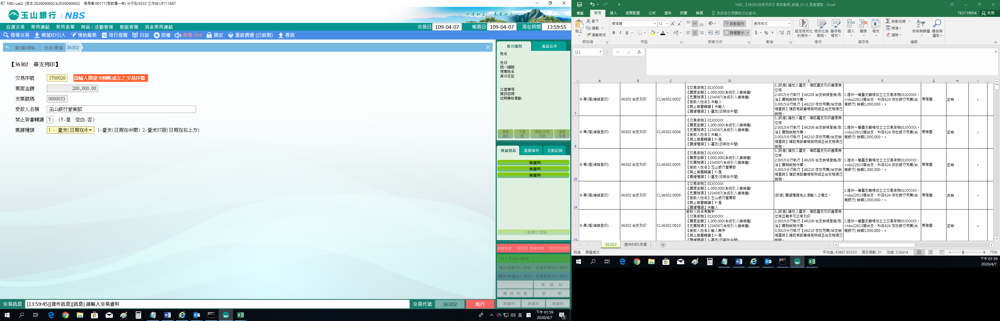 NBS-uat2 (版本:2020040602.b2020040602) 使用者:00171(測試櫃一幸) 分行別:9232 工作站:L9711A07
玉山銀行 | NBS
心清如玉 義重如山
自選交易 常用連結 常用表單 商品 / 活動管理 智能客服 消金常用連結
交易日 109-04-07 帳務日 109-04-07 現在時間 13:59:55
搜尋交易 帳號ID引入 預約服務 蒞行提醒 日誌 授權 廣播:264 鎖定 重啟週邊 (已啟動) 簽退
單/摺(補換.. 支存/票據 36302
【36302 臺支列印】
交易序號 1700020 請輸入開臺支轉帳成立之交易序號
票面金額 200,000.00
支票號碼 0000033
受款人名稱 玉山銀行營業部
禁止背書轉讓 Y (Y-是 空白-否)
票據種類 1 - 臺支(日期在中 1-臺支(日期在中間) 2-臺支97版(日期在右上方)
身分識別 產品往來
姓名
生日
統一編號
理專姓名
身分註記
注意事項
簡訊密碼
近期事故異動
顧客資訊 手續費 通路/共同行銷 顧客影像
推薦商品 重要事件 互動記錄
無資料
無資料
無資料
一般轉介登錄
服務號碼: 0000 等候時間: 00分00秒
VIP:0人 00分
個人交易:0人 00分 企業交易:0人 00分
開戶/申請:0人 00分 外匯業務:0人 00分
再 呼 叫
預 約 叫 號 結 束
無資料 無資料 無資料
交易訊息 [13:59:45][操作訊息][訊息] 請輸入交易資料 交易代號 36302 執行
英
下午 01:59
2020/4/7
5
NBS_【36302台支列印】測試案例_前端_V1.0_測資盤點 - Excel
檔案 常用 插入 版面配置 公式 資料 校閱 檢視 告訴我您想要執行的動作... TEST19054 共用
貼上 剪下 複製 複製格式 剪貼簿
標楷體 12 B I U 字型
自動換列 跨欄置中 對齊方式
通用格式 $ % 數值
設定格式化的條件 格式化為表格 儲存格樣式 樣式
插入 刪除 格式 儲存格
自動加總 填滿 清除 排序與篩選 尋找與選取 編輯
U1 fx
A B C D E F G H I
7
8-單/摺(補換登印) 36302 台支列印 CL36302.0002
【交易序號】01XXXXX
【票面金額】1,000,000(系統引入鎖唯讀)
【支票號碼】1234567(系統引入鎖唯讀)
【受款人姓名】未輸入
【禁止背書轉讓】未輸入
【票據種類】1-臺支(日期在中間)
1.[訊息] 請放入臺支，確認臺支列印畫面無位移
2.0015分行執行【46209 台支銷帳登錄/取消】票號銷號作業。
3.0015分行執行【46210 存放同業/台支銷帳查詢】確認有該筆帳務明細且台支號碼已銷號。
1.提供一筆臺支轉帳成立之交易序號01XXXXX。
<nbs22613開台支，科目624 存放銀行同業(台灣銀行) 餘額1,000,000。>
周雅雲 正向 v
9
8-單/摺(補換登印) 36302 台支列印 CL36302.0004
【交易序號】01XXXXX
【票面金額】1,000,000(系統引入鎖唯讀)
【支票號碼】1234567(系統引入鎖唯讀)
【受款人姓名】未輸入
【禁止背書轉讓】Y-是
【票據種類】1-臺支(日期在中間)
1.[訊息] 請放入臺支，確認臺支列印畫面無位移
2.0015分行執行【46209 台支銷帳登錄/取消】票號銷號作業。
3.0015分行執行【46210 存放同業/台支銷帳查詢】確認有該筆帳務明細且台支號碼已銷號。
1.提供一筆臺支轉帳成立之交易序號01XXXXX。
<nbs22613開台支，科目624 存放銀行同業(台灣銀行) 餘額1,000,000。>
周雅雲 正向 v
10
8-單/摺(補換登印) 36302 台支列印 CL36302.0005
【交易序號】01XXXXX
【票面金額】1,000,000(系統引入鎖唯讀)
【支票號碼】1234567(系統引入鎖唯讀)
【受款人姓名】玉山銀行營業部
【禁止背書轉讓】Y-是
【票據種類】1-臺支(日期在中間)
1.[訊息] 請放入臺支，確認臺支列印畫面無位移
2.0015分行執行【46209 台支銷帳登錄/取消】票號銷號作業。
3.0015分行執行【46210 存放同業/台支銷帳查詢】確認有該筆帳務明細且台支號碼已銷號。
1.提供一筆臺支轉帳成立之交易序號01XXXXX。
<nbs22613開台支，科目624 存放銀行同業(台灣銀行) 餘額1,000,000。>
周雅雲 正向 v
14
8-單/摺(補換登印) 36302 台支列印 CL36302.0009
【交易序號】01XXXXX
【票面金額】1,000,000(系統引入鎖唯讀)
【支票號碼】1234567(系統引入鎖唯讀)
【受款人姓名】玉山銀行營業部
【禁止背書轉讓】Y-是
【票據種類】未輸入
[訊息] 票據種類為必須輸入之欄位！
1.提供一筆臺支轉帳成立之交易序號01XXXXX。
<nbs22613開台支，科目624 存放銀行同業(台灣銀行) 餘額1,000,000。>
周雅雲 反向 v
15
8-單/摺(補換登印) 36302 台支列印 CL36302.0010
受款人姓名有難字
【交易序號】01XXXXX
【票面金額】1,000,000(系統引入鎖唯讀)
【支票號碼】1234567(系統引入鎖唯讀)
【受款人姓名】輸入難字
【禁止背書轉讓】Y-是
【票據種類】1-臺支(日期在中間)
1.[訊息] 請放入臺支，確認臺支列印畫面無位移且難字可正常列印
2.0015分行執行【46209 台支銷帳登錄/取消】票號銷號作業。
3.0015分行執行【46210 存放同業/台支銷帳查詢】確認有該筆帳務明細且台支號碼已銷號。
1.提供一筆臺支轉帳成立之交易序號01XXXXX。
<nbs22613開台支，科目624 存放銀行同業(台灣銀行) 餘額1,000,000。>
周雅雲 正向 v
36302 提供NBS測資
就緒 篩選模式 平均值: 43867.83333 項目個數: 31 加總: 526414 75%
下午 01:59
2020/4/7